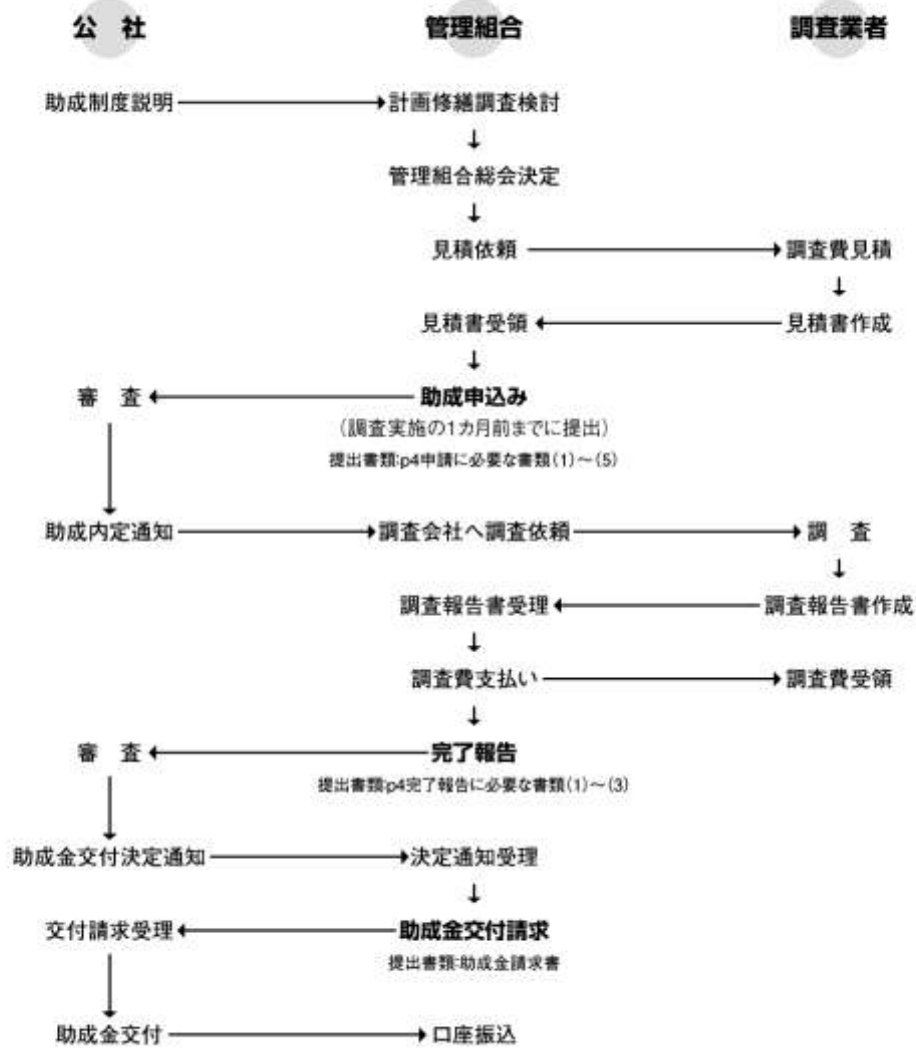 公 社 管理組合 調査業者
助成制度説明 → 計画修繕調査検討
↓
管理組合総会決定
↓
見積依頼 → 調査費見積
↓
見積書受領 ← 見積書作成
↓
審 査 ← 助成申込み
（調査実施の1カ月前までに提出）
提出書類:p4申請に必要な書類(1)～(5)
↓
助成内定通知 → 調査会社へ調査依頼 → 調 査
↓
調査報告書受理 ← 調査報告書作成
↓
調査費支払い → 調査費受領
↓
審 査 ← 完了報告
提出書類:p4完了報告に必要な書類(1)～(3)
↓
助成金交付決定通知 → 決定通知受理
↓
交付請求受理 ← 助成金交付請求
提出書類:助成金請求書
↓
助成金交付 → 口座振込